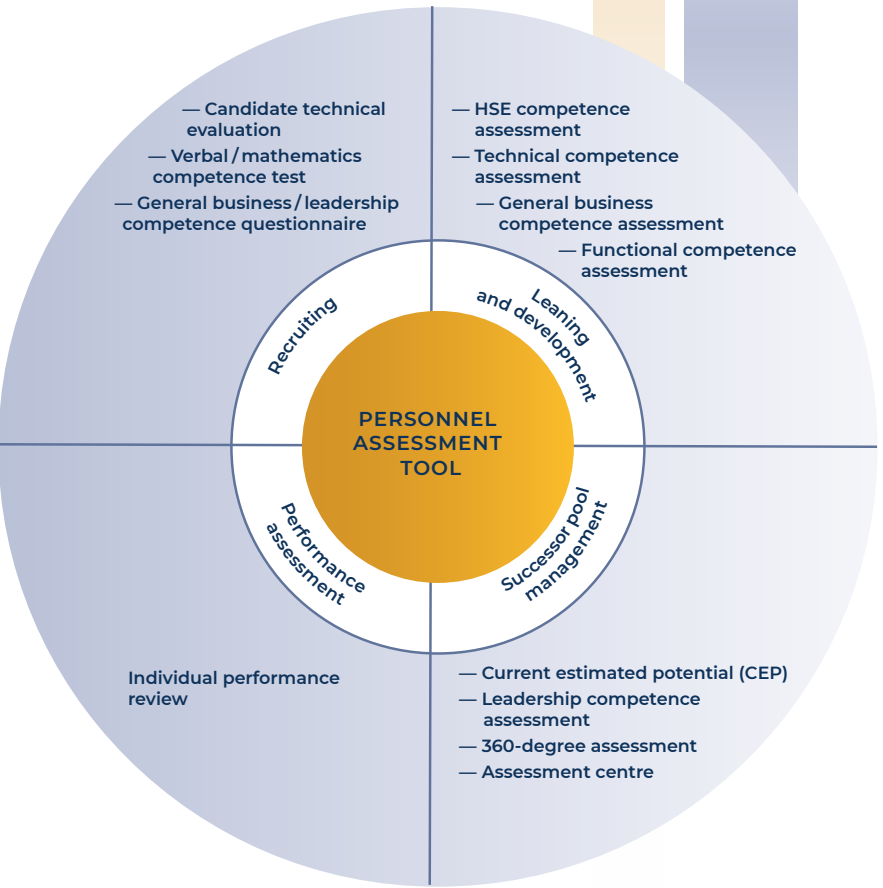 — Candidate technical
evaluation
— Verbal / mathematics
competence test
— General business / leadership
competence questionnaire
— HSE competence
assessment
— Technical competence
assessment
— General business
competence assessment
— Functional competence
assessment
Recruiting
Leaning
and development
PERSONNEL
ASSESSMENT
TOOL
Performance
assessment
Successor pool
management
Individual performance
review
— Current estimated potential (CEP)
— Leadership competence
assessment
— 360-degree assessment
— Assessment centre